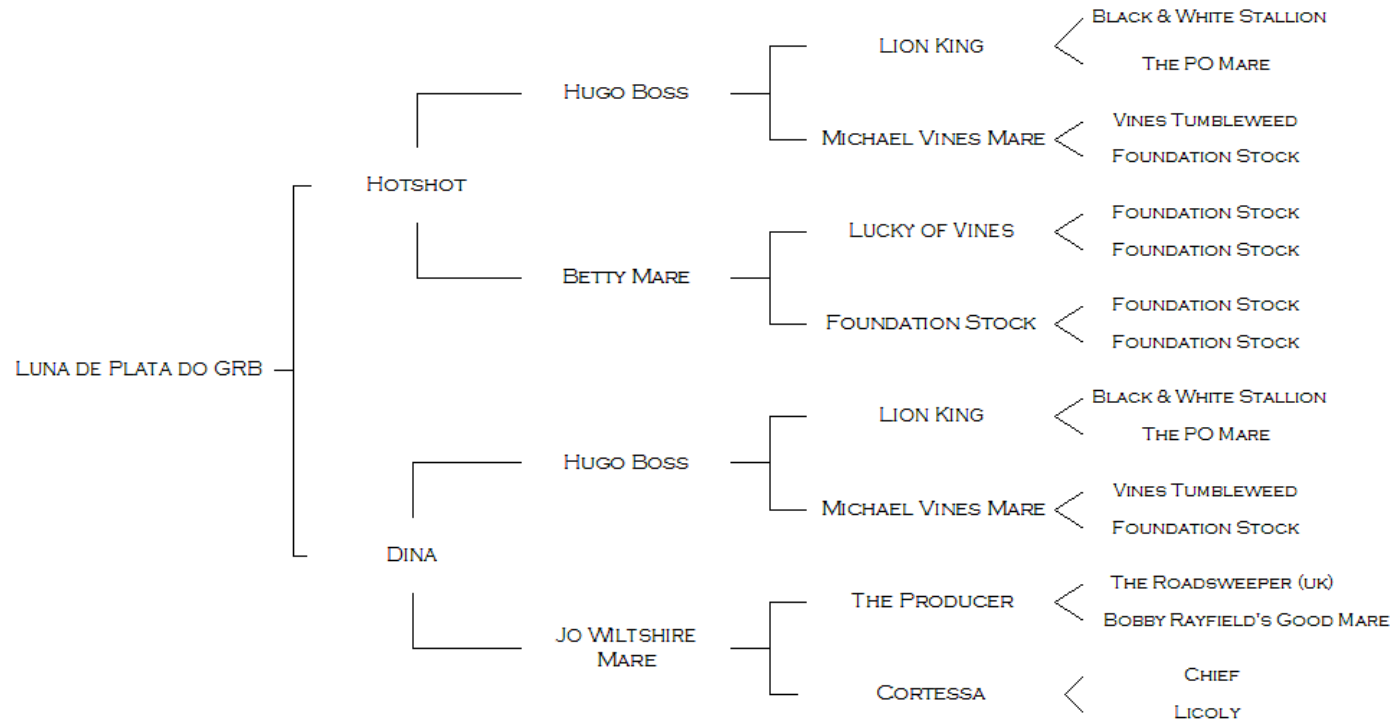 Black & White Stallion
Lion King
The PO Mare
Hugo Boss
Vines Tumbleweed
Michael Vines Mare
Foundation Stock
Hotshot
Foundation Stock
Lucky of Vines
Foundation Stock
Betty Mare
Foundation Stock
Foundation Stock
Foundation Stock
Luna de Plata do GRB
Black & White Stallion
Lion King
The PO Mare
Hugo Boss
Vines Tumbleweed
Michael Vines Mare
Foundation Stock
Dina
The Roadsweeper (uk)
The Producer
Bobby Rayfield's Good Mare
Jo Wiltshire
Mare
Chief
Cortessa
Licoly